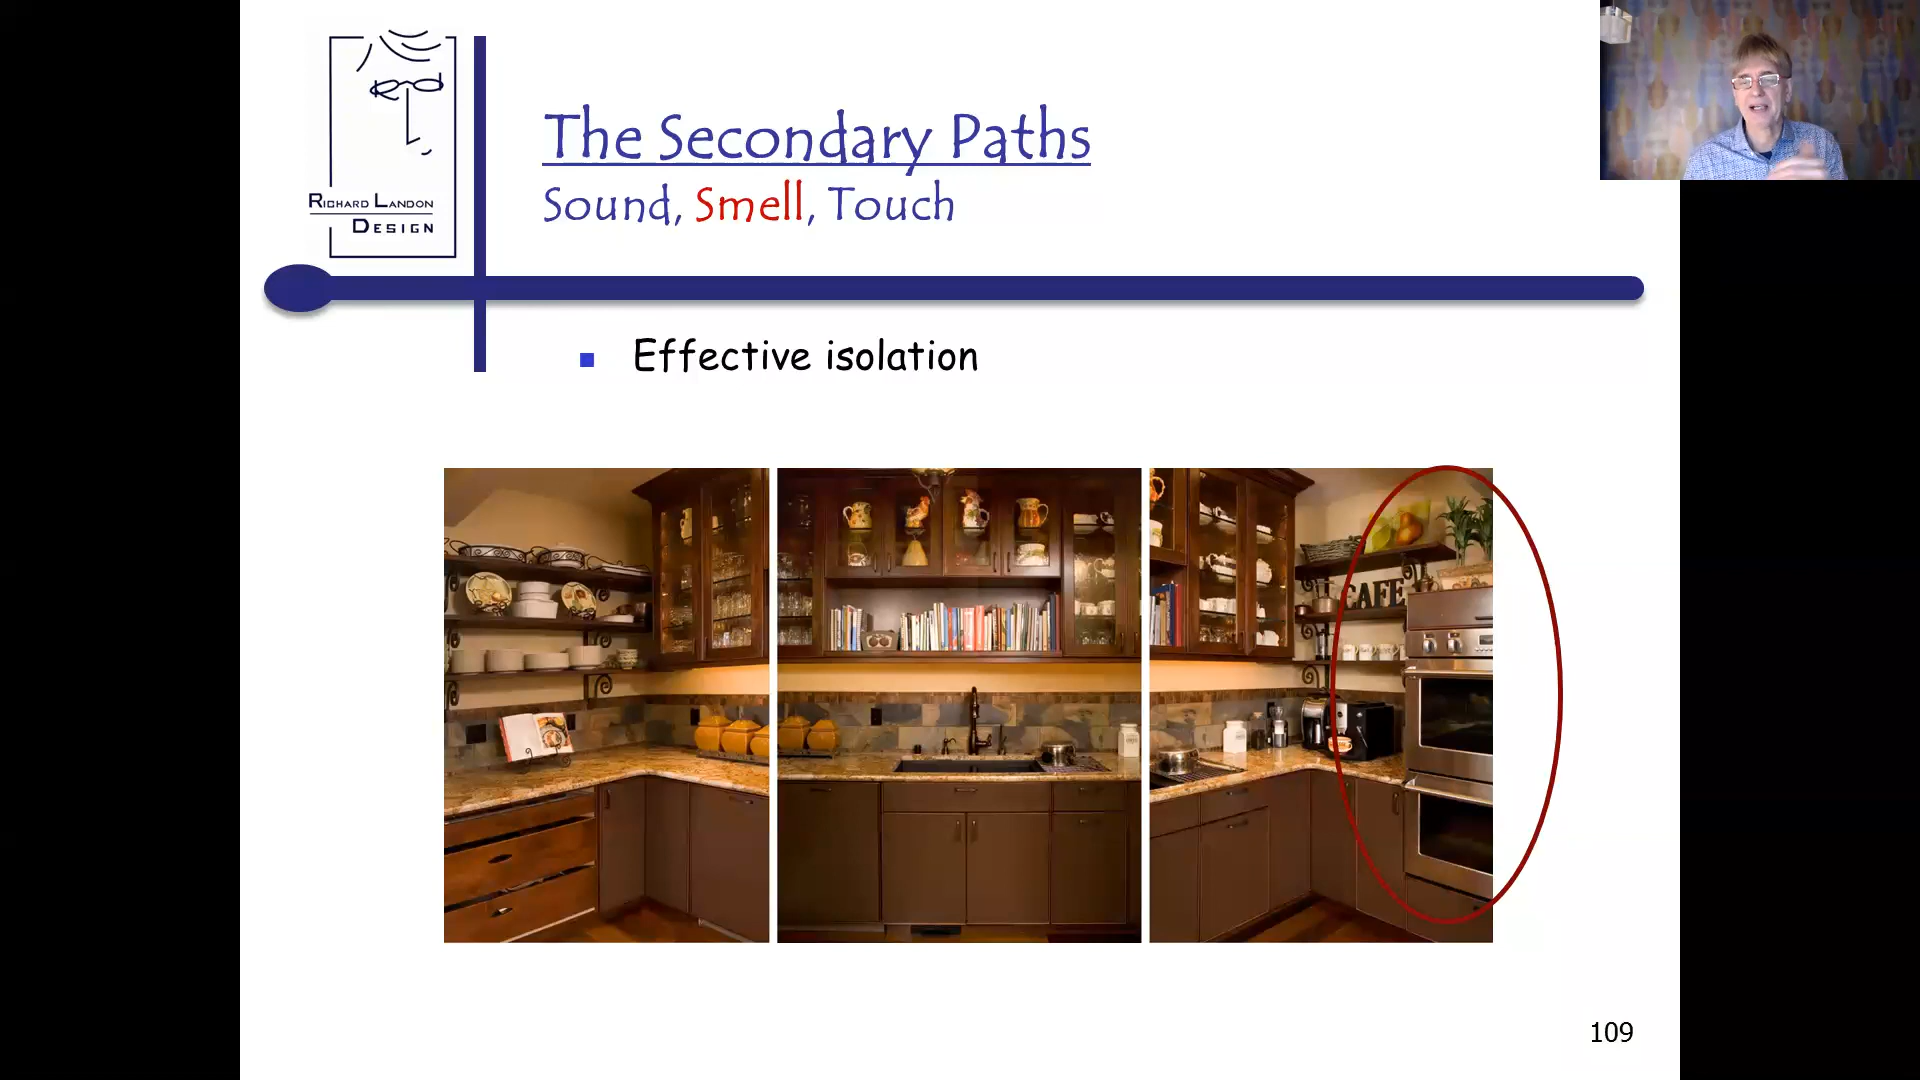 RICHARD LANDON
DESIGN
The Secondary Paths
Sound, Smell, Touch
Effective isolation
CAFE
109